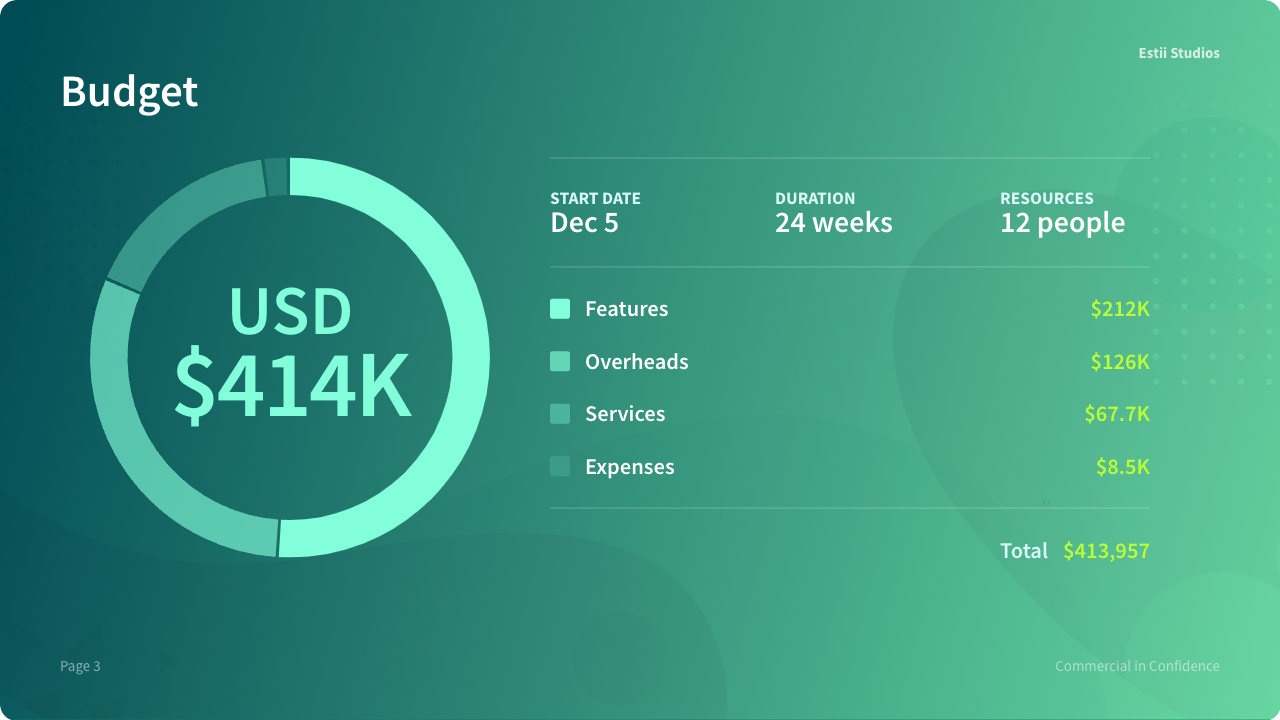 Estii Studios
Budget
USD
$414K
START DATE
Dec 5
DURATION
24 weeks
RESOURCES
12 people
Features $212K
Overheads $126K
Services $67.7K
Expenses $8.5K
Total $413,957
Page 3
Commercial in Confidence